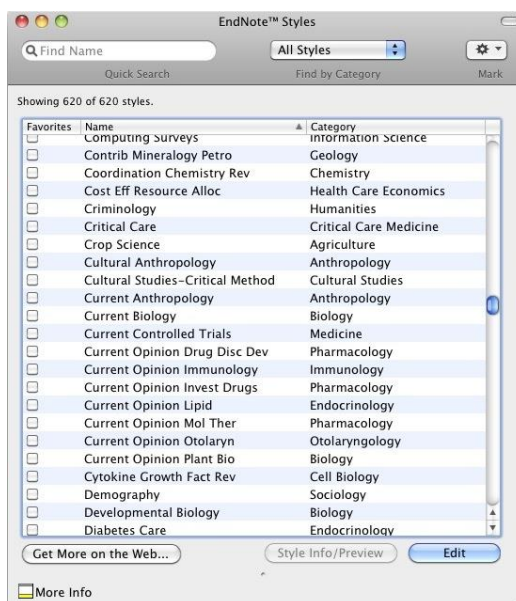 EndNote™ Styles
Find Name
All Styles
Quick Search
Find by Category
Mark
Showing 620 of 620 styles.
Favorites Name Category
Computing Surveys Information Science
Contrib Mineralogy Petro Geology
Coordination Chemistry Rev Chemistry
Cost Eff Resource Alloc Health Care Economics
Criminology Humanities
Critical Care Critical Care Medicine
Crop Science Agriculture
Cultural Anthropology Anthropology
Cultural Studies-Critical Method Cultural Studies
Current Anthropology Anthropology
Current Biology Biology
Current Controlled Trials Medicine
Current Opinion Drug Disc Dev Pharmacology
Current Opinion Immunology Immunology
Current Opinion Invest Drugs Pharmacology
Current Opinion Lipid Endocrinology
Current Opinion Mol Ther Pharmacology
Current Opinion Otolaryn Otolaryngology
Current Opinion Plant Bio Biology
Cytokine Growth Fact Rev Cell Biology
Demography Sociology
Developmental Biology Biology
Diabetes Care Endocrinology
Get More on the Web... Style Info/Preview Edit
More Info